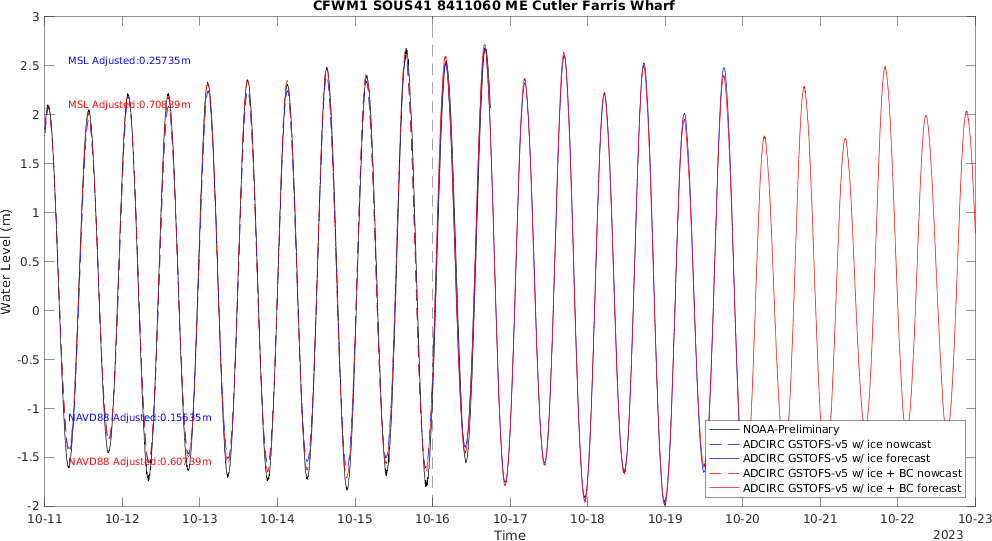 CFWM1 SOUS41 8411060 ME Cutler Farris Wharf
3
2.5
2
1.5
1
0.5
0
-0.5
-1
-1.5
-2
Water Level (m)
MSL Adjusted:0.25735m
MSL Adjusted:0.70839m
NAVD88 Adjusted:0.15635m
NAVD88 Adjusted:0.60739m
NOAA-Preliminary
ADCIRC GSTOFS-v5 w/ ice nowcast
ADCIRC GSTOFS-v5 w/ ice forecast
ADCIRC GSTOFS-v5 w/ ice + BC nowcast
ADCIRC GSTOFS-v5 w/ ice + BC forecast
10-11 10-12 10-13 10-14 10-15 10-16 10-17 10-18 10-19 10-20 10-21 10-22 10-23
Time
2023